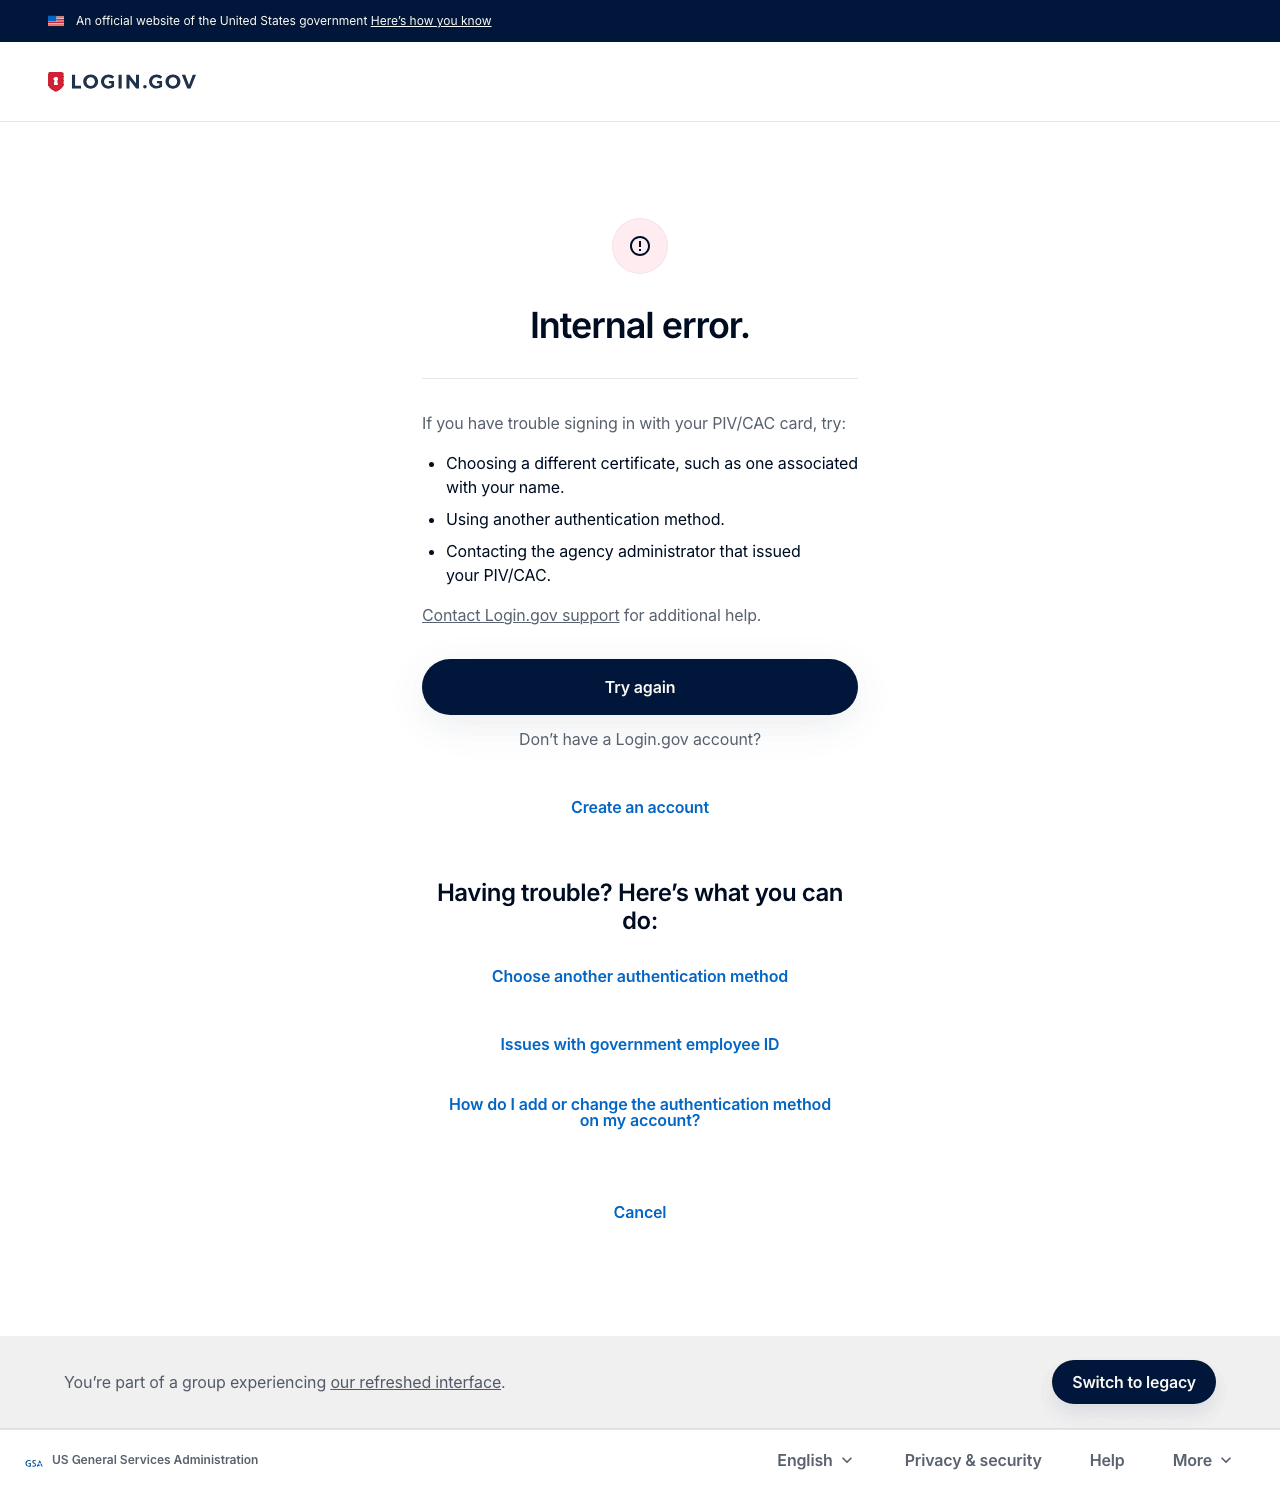 An official website of the United States government Here’s how you know
LOGIN.GOV
Internal error.
If you have trouble signing in with your PIV/CAC card, try:
• Choosing a different certificate, such as one associated
with your name.
• Using another authentication method.
• Contacting the agency administrator that issued
your PIV/CAC.
Contact Login.gov support for additional help.
Try again
Don’t have a Login.gov account?
Create an account
Having trouble? Here’s what you can
do:
Choose another authentication method
Issues with government employee ID
How do I add or change the authentication method
on my account?
Cancel
You’re part of a group experiencing our refreshed interface.
Switch to legacy
GSA US General Services Administration
English
Privacy & security
Help
More